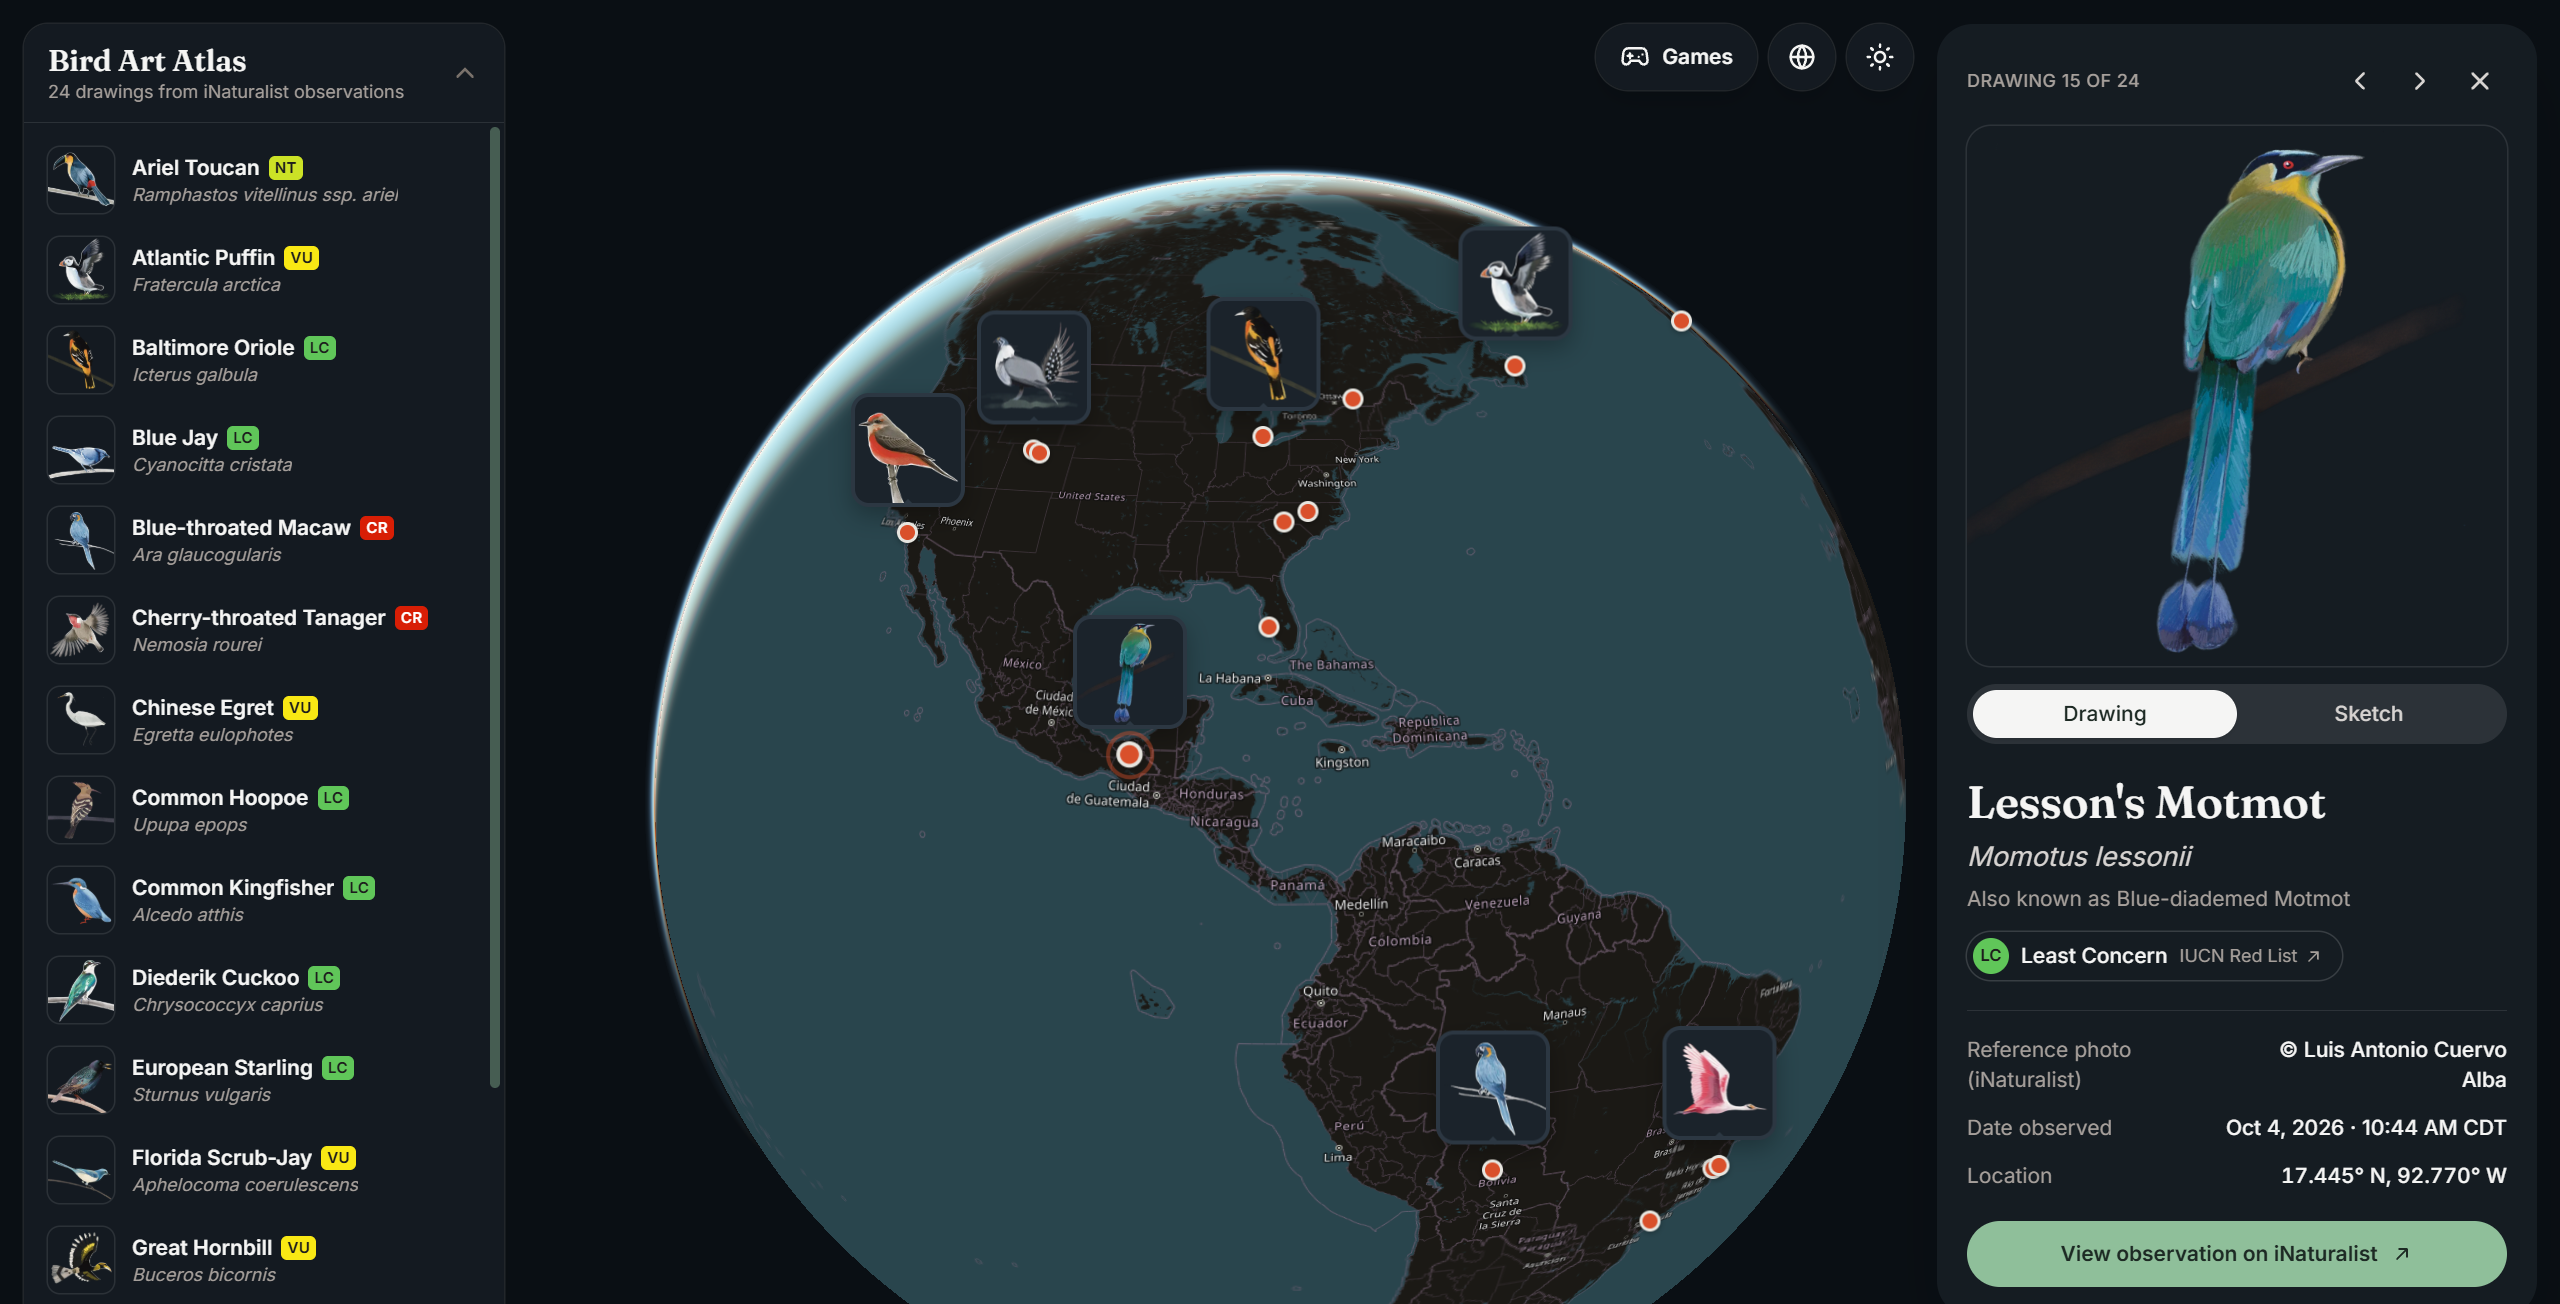 Bird Art Atlas
24 drawings from iNaturalist observations
Ariel Toucan NT
Ramphastos vitellinus ssp. ariel
Atlantic Puffin VU
Fratercula arctica
Baltimore Oriole LC
Icterus galbula
Blue Jay LC
Cyanocitta cristata
Blue-throated Macaw CR
Ara glaucogularis
Cherry-throated Tanager CR
Nemosia rourei
Chinese Egret VU
Egretta eulophotes
Common Hoopoe LC
Upupa epops
Common Kingfisher LC
Alcedo atthis
Diederik Cuckoo LC
Chrysococcyx caprius
European Starling LC
Sturnus vulgaris
Florida Scrub-Jay VU
Aphelocoma coerulescens
Great Hornbill VU
Buceros bicornis
Games
Toronto
New York
Washington
United States
Phoenix
México
Ciudad
de Méxic
La Habana
The Bahamas
Cuba
República
Dominicana
Kingston
Ciudad
de Guatemala
Honduras
Nicaragua
Panamá
Maracaibo
Caracas
Medellín
Venezuela
Guyana
Colombia
Quito
Ecuador
Manaus
Fortaleza
Perú
Lima
Bolivia
Santa
Cruz de
la Sierra
Paraguay
Asunción
Curitiba
DRAWING 15 OF 24
Drawing
Sketch
Lesson's Motmot
Momotus lessonii
Also known as Blue-diademed Motmot
LC Least Concern IUCN Red List
Reference photo
(iNaturalist)
© Luis Antonio Cuervo
Alba
Date observed
Oct 4, 2026 · 10:44 AM CDT
Location
17.445° N, 92.770° W
View observation on iNaturalist